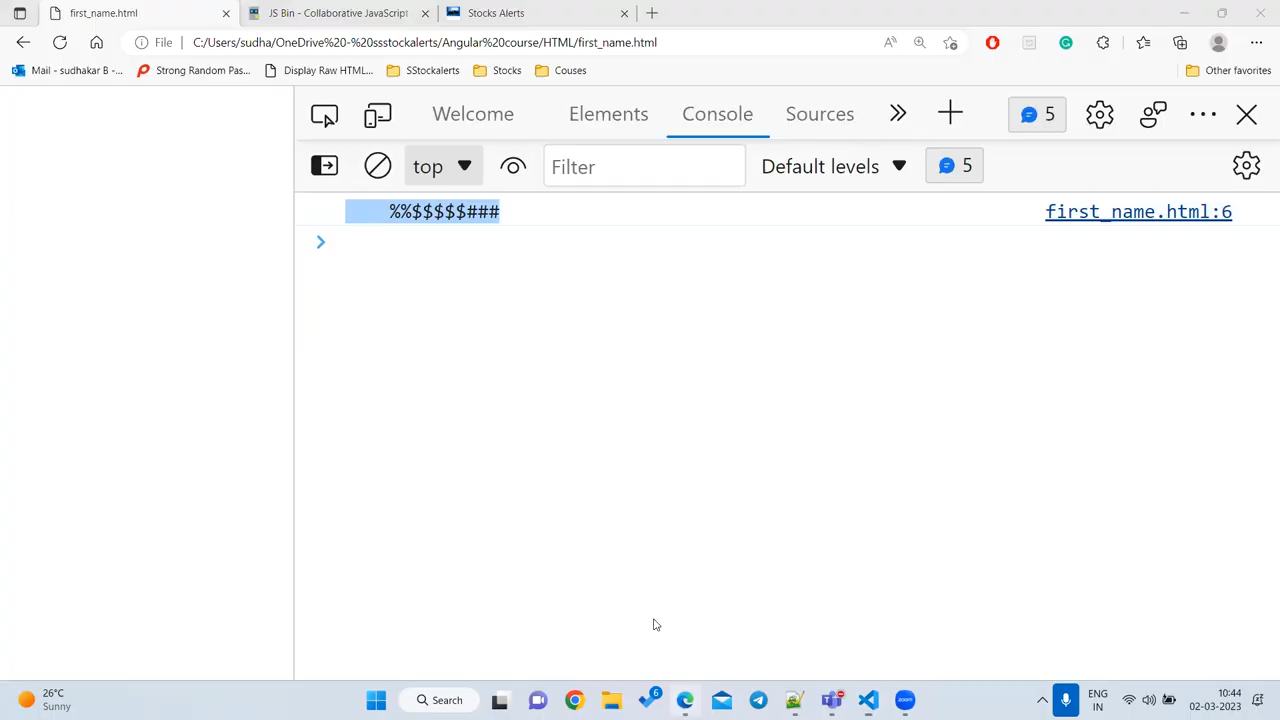 first_name.html
JS Bin - Collaborative JavaScript
Stocks Alerts
File
C:/Users/sudha/OneDrive%20-%20ssstockalerts/Angular%20course/HTML/first_name.html
Mail - sudhakar B -...
Strong Random Pas...
Display Raw HTML...
SSstockalerts
Stocks
Couses
Other favorites
Welcome
Elements
Console
Sources
5
top
Filter
Default levels
5
%%$$$$$###
first_name.html:6
26°C
Sunny
Search
6
ENG
IN
10:44
02-03-2023